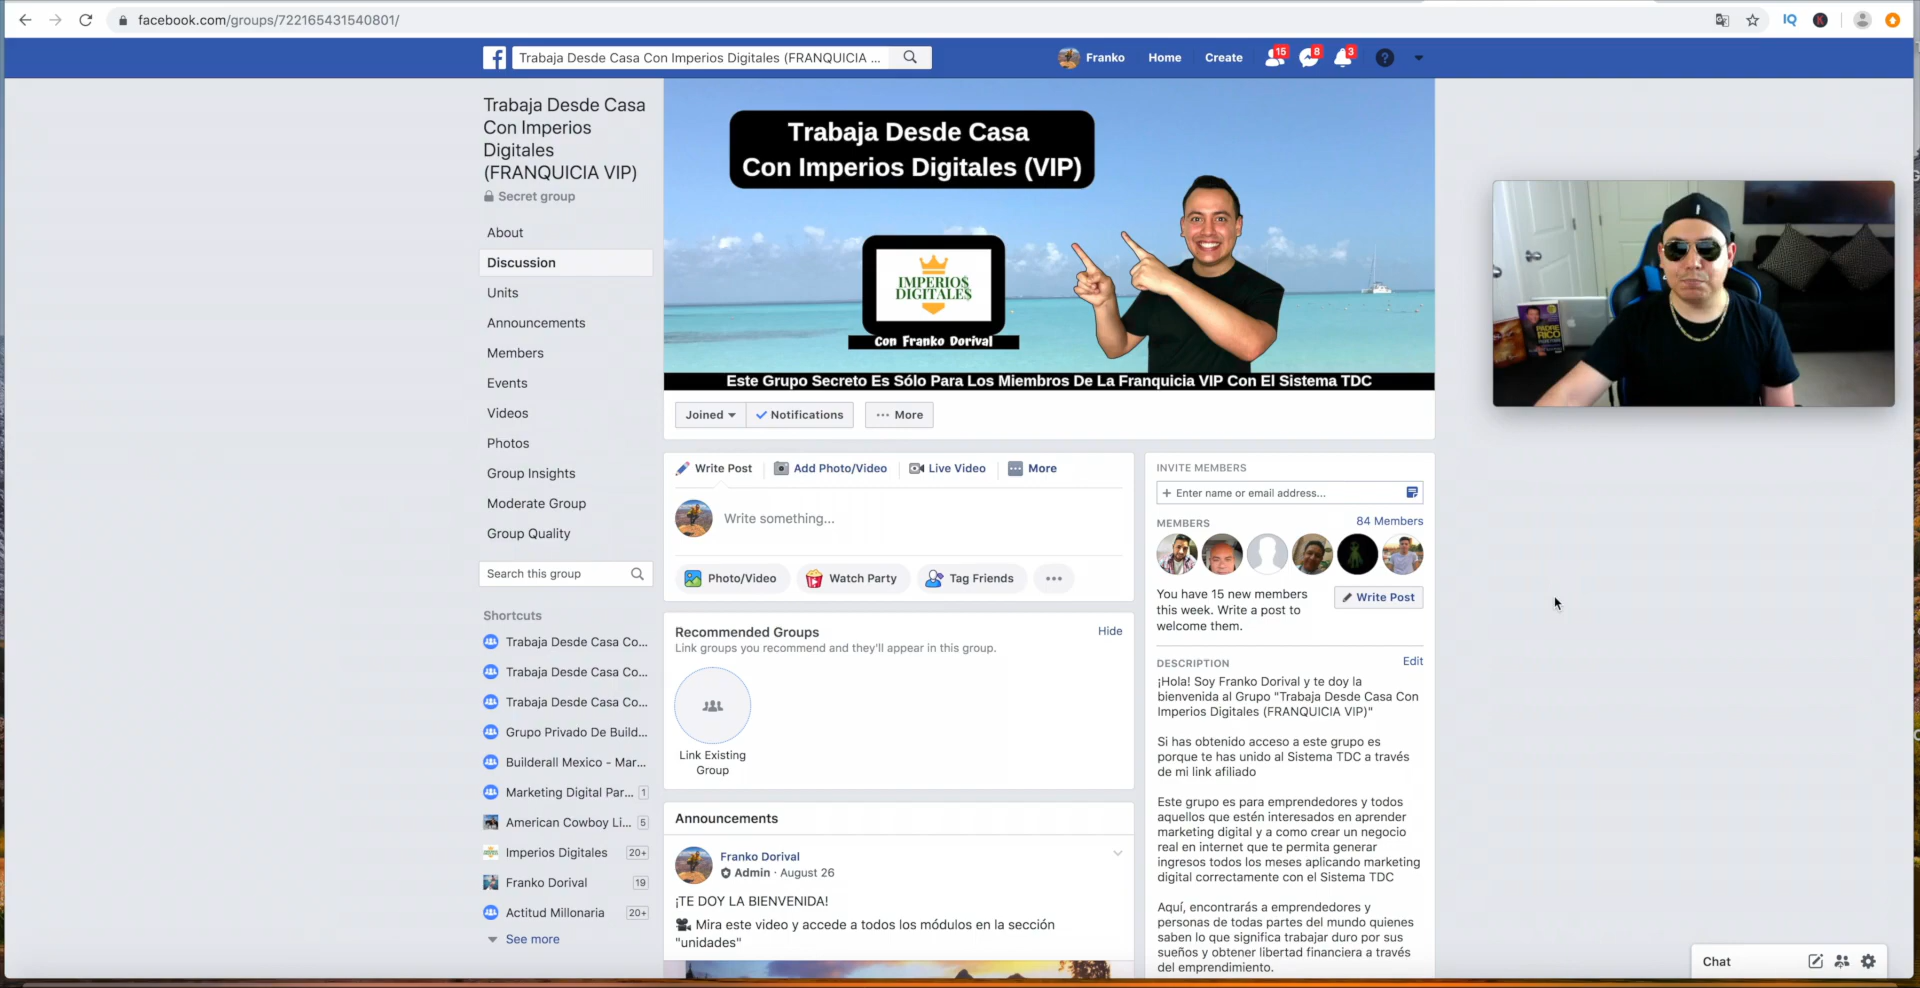 facebook.com/groups/722165431540801/
Trabaja Desde Casa Con Imperios Digitales (FRANQUICIA ...
Franko
Home
Create
15
8
3
Trabaja Desde Casa
Con Imperios
Digitales
(FRANQUICIA VIP)
Secret group
About
Discussion
Units
Announcements
Members
Events
Videos
Photos
Group Insights
Moderate Group
Group Quality
Search this group
Shortcuts
Trabaja Desde Casa Co...
Trabaja Desde Casa Co...
Trabaja Desde Casa Co...
Grupo Privado De Build...
Builderall Mexico - Mar...
Marketing Digital Par... 1
American Cowboy Li... 5
Imperios Digitales 20+
Franko Dorival 19
Actitud Millonaria 20+
See more
Trabaja Desde Casa
Con Imperios Digitales (VIP)
IMPERIO$
DIGITALE$
Con Franko Dorival
Este Grupo Secreto Es Sólo Para Los Miembros De La Franquicia VIP Con El Sistema TDC
Joined
Notifications
More
Write Post
Add Photo/Video
Live Video
More
Write something...
Photo/Video
Watch Party
Tag Friends
Recommended Groups
Hide
Link groups you recommend and they'll appear in this group.
Link Existing
Group
Announcements
Franko Dorival
Admin · August 26
¡TE DOY LA BIENVENIDA!
Mira este video y accede a todos los módulos en la sección
"unidades"
INVITE MEMBERS
+ Enter name or email address...
MEMBERS
84 Members
You have 15 new members
this week. Write a post to
welcome them.
Write Post
DESCRIPTION
Edit
¡Hola! Soy Franko Dorival y te doy la
bienvenida al Grupo "Trabaja Desde Casa Con
Imperios Digitales (FRANQUICIA VIP)"
Si has obtenido acceso a este grupo es
porque te has unido al Sistema TDC a través
de mi link afiliado
Este grupo es para emprendedores y todos
aquellos que estén interesados en aprender
marketing digital y a como crear un negocio
real en internet que te permita generar
ingresos todos los meses aplicando marketing
digital correctamente con el Sistema TDC
Aquí, encontrarás a emprendedores y
personas de todas partes del mundo quienes
saben lo que significa trabajar duro por sus
sueños y obtener libertad financiera a través
del emprendimiento.
PADRE
RICO
Chat
IQ